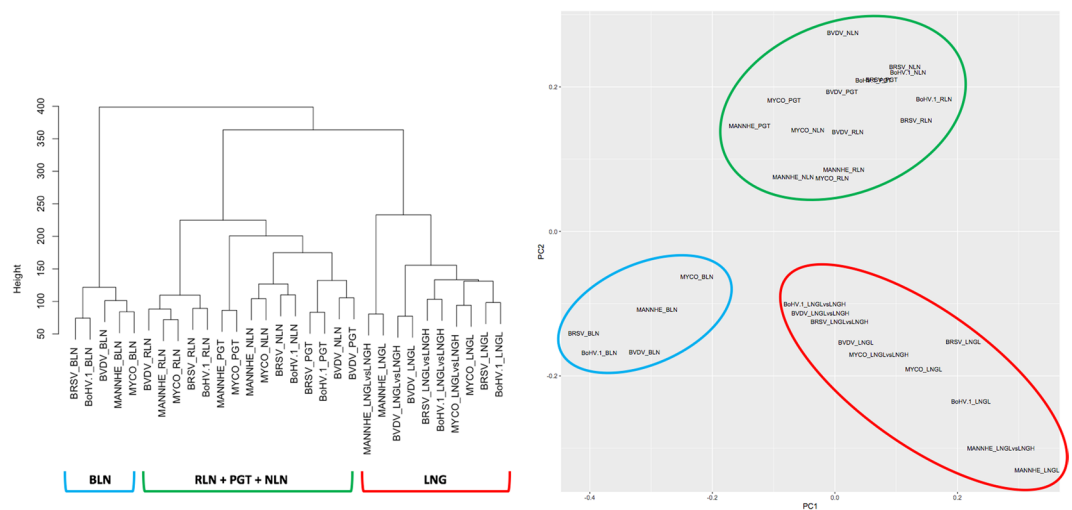 Height
400
350
300
250
200
150
100
50
BRSV_BLN
BoHV.1_BLN
BVDV_BLN
MANNHE_BLN
MYCO_BLN
BVDV_RLN
MANNHE_RLN
MYCO_RLN
BRSV_RLN
BoHV.1_RLN
MANNHE_PGT
MYCO_PGT
MANNHE_NLN
MYCO_NLN
BRSV_NLN
BoHV.1_NLN
BRSV_PGT
BoHV.1_PGT
BVDV_NLN
BVDV_PGT
MANNHE_LNGLvsLNGH
MANNHE_LNGL
BVDV_LNGLvsLNGH
BVDV_LNGL
BRSV_LNGLvsLNGH
BoHV.1_LNGLvsLNGH
MYCO_LNGLvsLNGH
MYCO_LNGL
BRSV_LNGL
BoHV.1_LNGL
BLN
RLN + PGT + NLN
LNG
PC2
0.2
0.0
-0.2
BVDV_NLN
BRSV_NLN
BoHV.1_NLN
BoHV.1_PGT
BRSV_PGT
BVDV_PGT
MYCO_PGT
BoHV.1_RLN
BRSV_RLN
MANNHE_PGT
MYCO_NLN
BVDV_RLN
MANNHE_RLN
MANNHE_NLN
MYCO_RLN
MYCO_BLN
MANNHE_BLN
BRSV_BLN
BoHV.1_BLN
BVDV_BLN
BoHV.1_LNGLvsLNGH
BVDV_LNGLvsLNGH
BRSV_LNGLvsLNGH
BVDV_LNGL
BRSV_LNGL
MYCO_LNGLvsLNGH
MYCO_LNGL
BoHV.1_LNGL
MANNHE_LNGLvsLNGH
MANNHE_LNGL
-0.4
-0.2
0.0
0.2
PC1